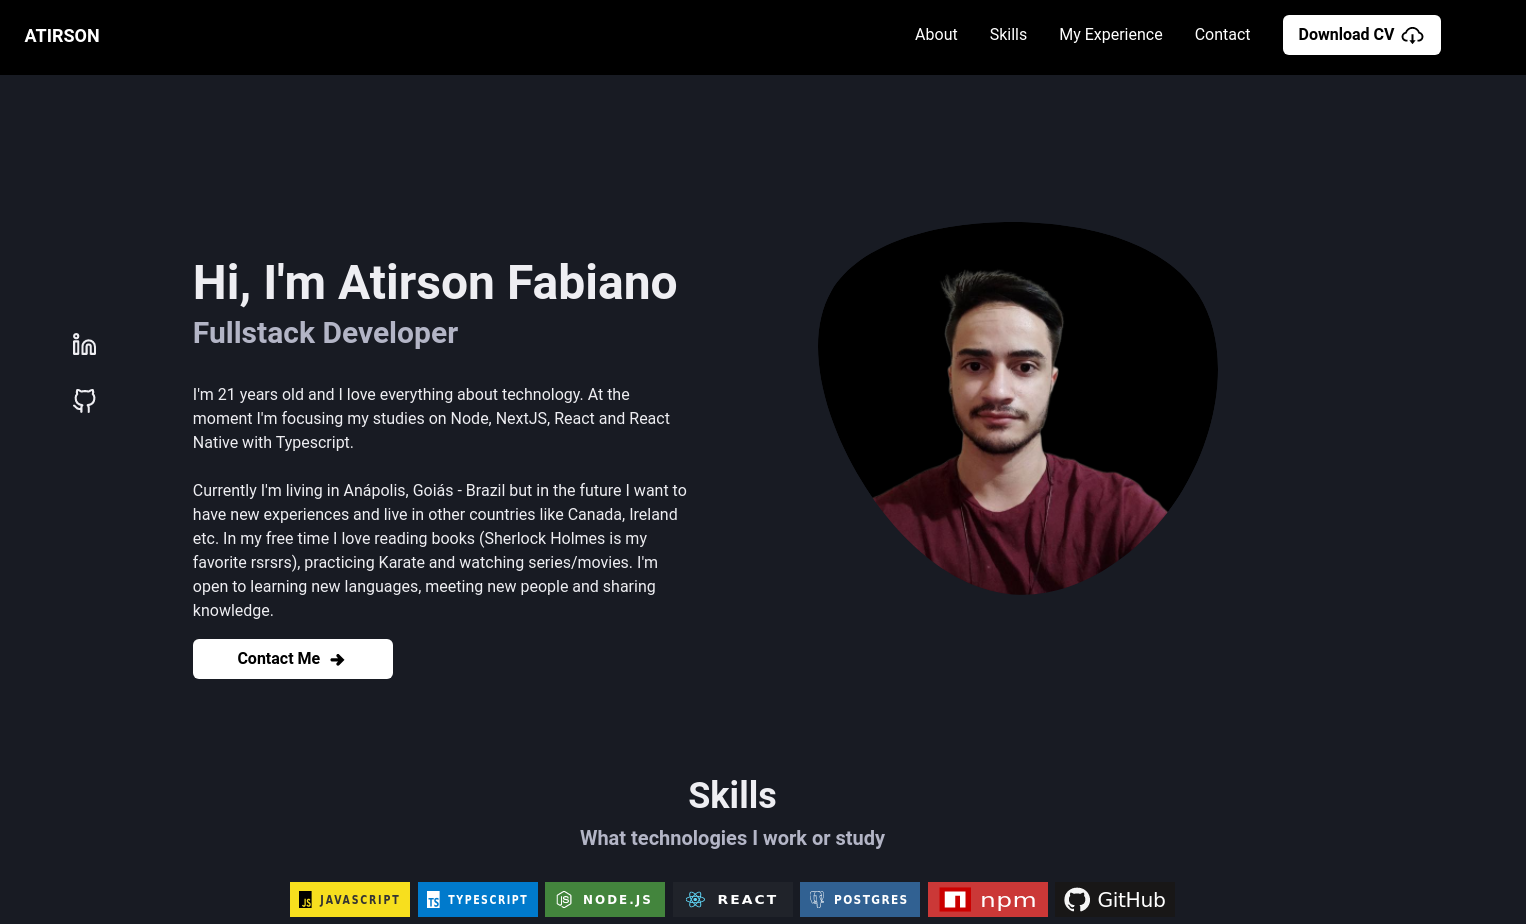 ATIRSON
About
Skills
My Experience
Contact
Download CV
Hi, I'm Atirson Fabiano
Fullstack Developer
I'm 21 years old and I love everything about technology. At the
moment I'm focusing my studies on Node, NextJS, React and React
Native with Typescript.
Currently I'm living in Anápolis, Goiás - Brazil but in the future I want to
have new experiences and live in other countries like Canada, Ireland
etc. In my free time I love reading books (Sherlock Holmes is my
favorite rsrsrs), practicing Karate and watching series/movies. I'm
open to learning new languages, meeting new people and sharing
knowledge.
Contact Me
Skills
What technologies I work or study
JS JAVASCRIPT
TS TYPESCRIPT
JS NODE.JS
REACT
POSTGRES
npm
GitHub